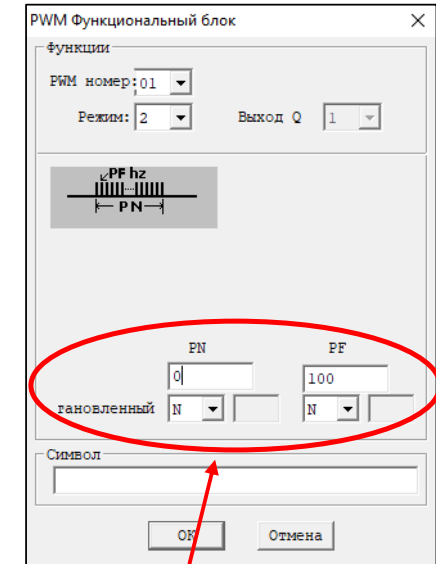 PWM Функциональный блок
Функции
PWM номер: 01
Режим: 2 Выход Q 1
PF hz
PN
PN PF
0 100
тановленный N N
Символ
OK Отмена